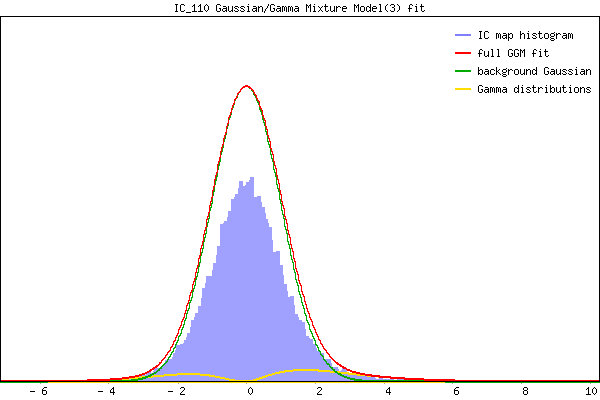 IC_110 Gaussian/Gamma Mixture Model(3) fit
IC map histogram
full GGM fit
background Gaussian
Gamma distributions
-6 -4 -2 0 2 4 6 8 10